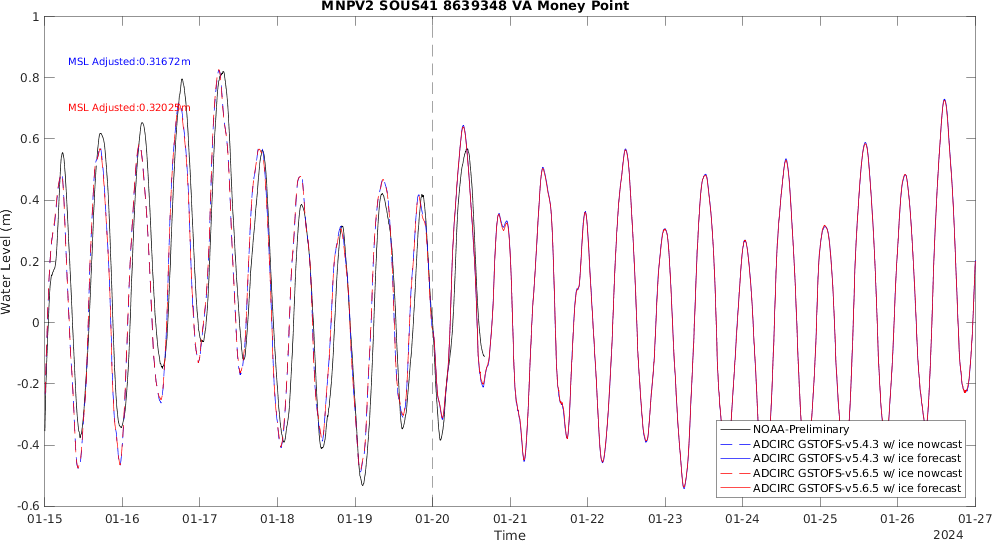 MNPV2 SOUS41 8639348 VA Money Point
1
0.8
0.6
0.4
0.2
0
-0.2
-0.4
-0.6
Water Level (m)
MSL Adjusted:0.31672m
MSL Adjusted:0.32025m
NOAA-Preliminary
ADCIRC GSTOFS-v5.4.3 w/ ice nowcast
ADCIRC GSTOFS-v5.4.3 w/ ice forecast
ADCIRC GSTOFS-v5.6.5 w/ ice nowcast
ADCIRC GSTOFS-v5.6.5 w/ ice forecast
01-15 01-16 01-17 01-18 01-19 01-20 01-21 01-22 01-23 01-24 01-25 01-26 01-27
Time
2024